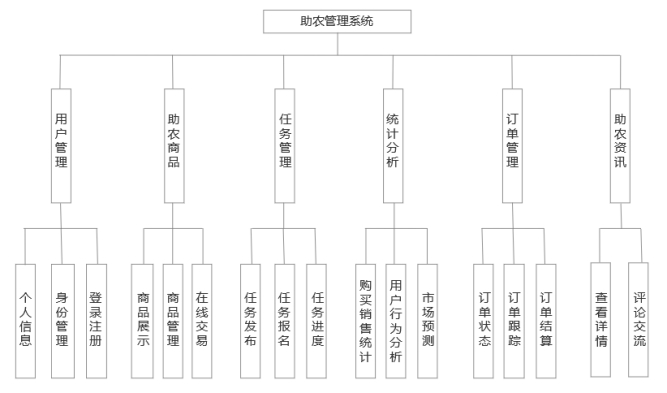 助农管理系统
用户管理
助农商品
任务管理
统计分析
订单管理
助农资讯
个人信息
身份管理
登录注册
商品展示
商品管理
在线交易
任务发布
任务报名
任务进度
购买销售统计
用户行为分析
市场预测
订单状态
订单跟踪
订单结算
查看详情
评论交流